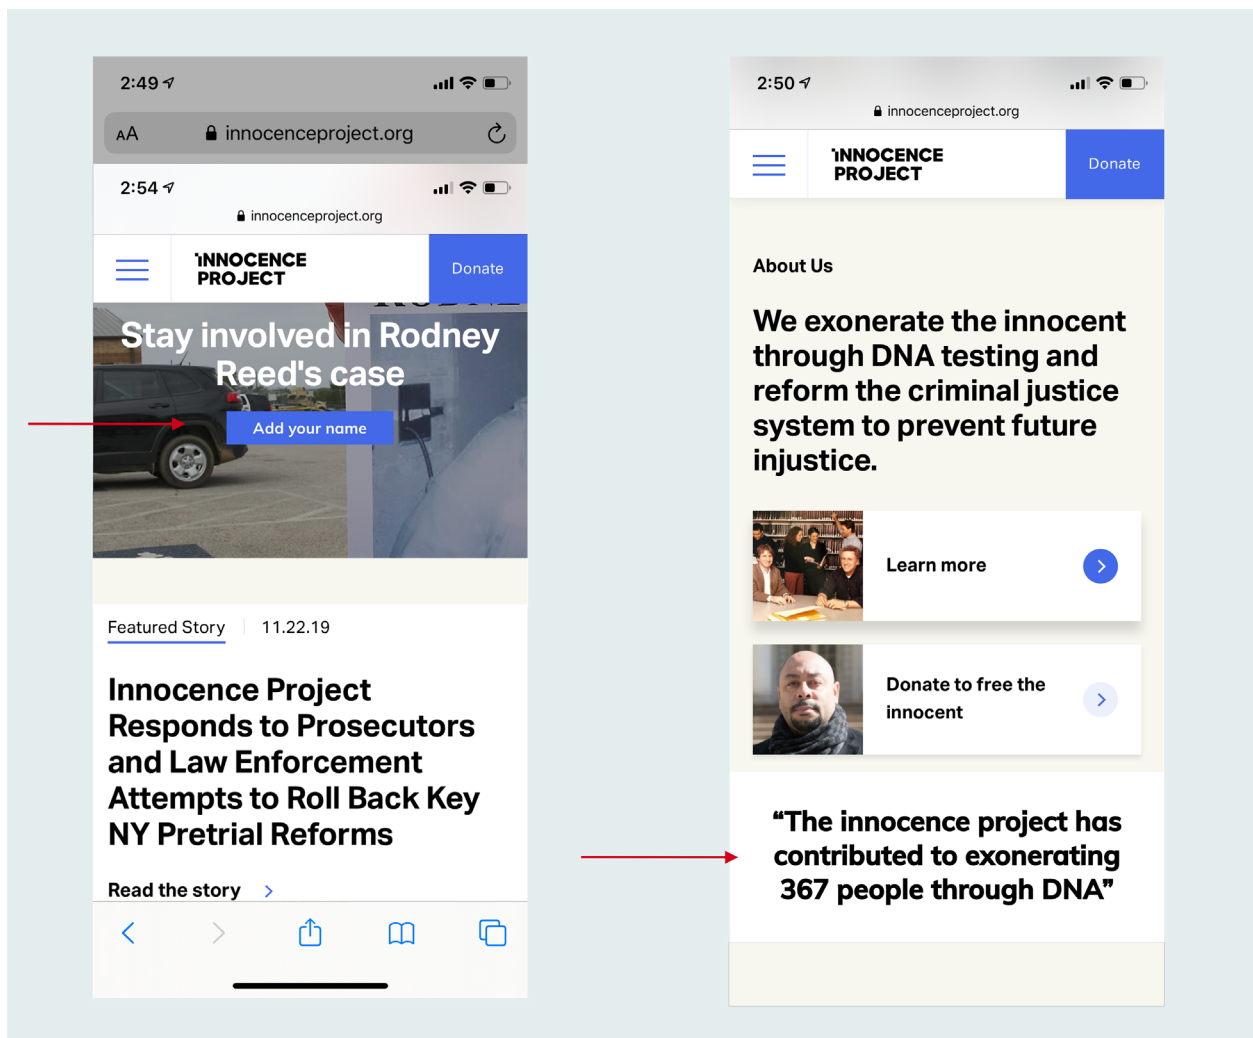 2:49
AA innocenceproject.org
2:54
innocenceproject.org
INNOCENCE
PROJECT
Donate
Stay involved in Rodney
Reed's case
Add your name
Featured Story 11.22.19
Innocence Project
Responds to Prosecutors
and Law Enforcement
Attempts to Roll Back Key
NY Pretrial Reforms
Read the story
2:50
innocenceproject.org
INNOCENCE
PROJECT
Donate
About Us
We exonerate the innocent
through DNA testing and
reform the criminal justice
system to prevent future
injustice.
Learn more
Donate to free the
innocent
“The innocence project has
contributed to exonerating
367 people through DNA”